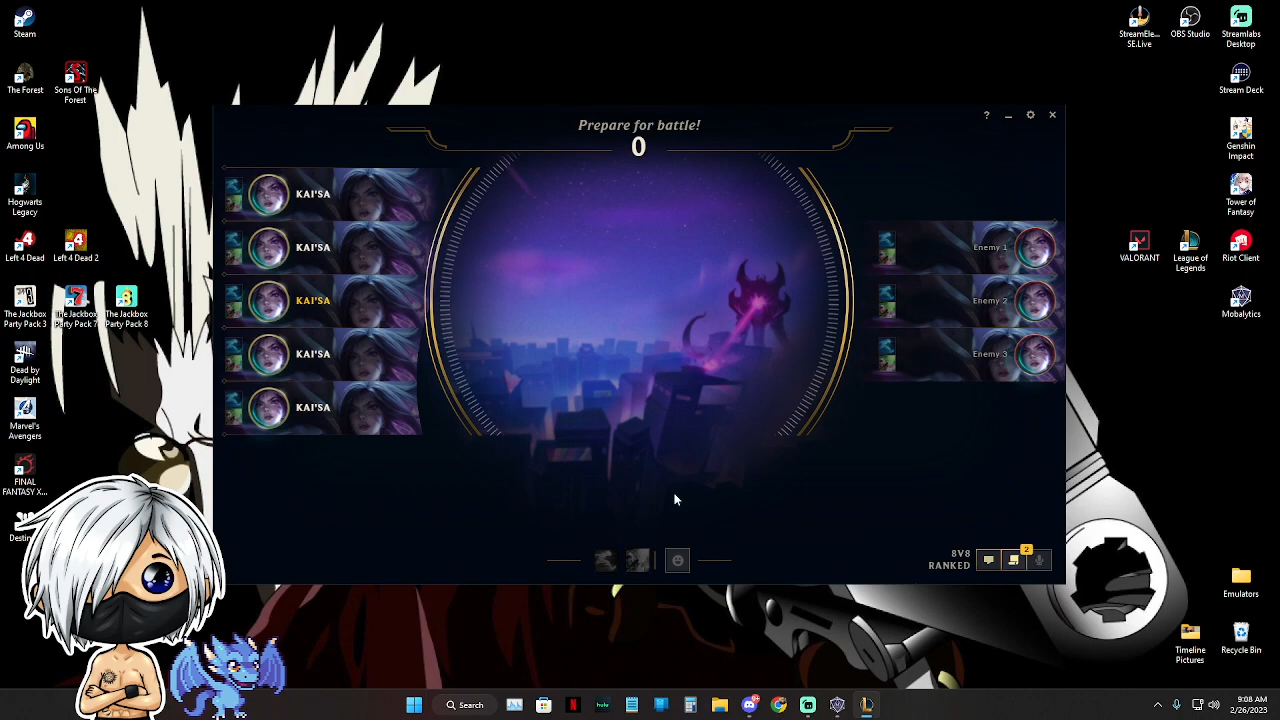 Steam
The Forest
Sons Of The
Forest
Among Us
Hogwarts
Legacy
Left 4 Dead
Left 4 Dead 2
The Jackbox
Party Pack 3
The Jackbox
Party Pack 7
The Jackbox
Party Pack 8
Dead by
Daylight
Marvel's
Avengers
FINAL
FANTASY X...
Prepare for battle!
0
?
KAI'SA
KAI'SA
KAI'SA
KAI'SA
KAI'SA
Enemy 1
Enemy 2
Enemy 3
8V8
RANKED
2
StreamEle...
SE.Live
OBS Studio
Streamlabs
Desktop
Stream Deck
Genshin
Impact
Tower of
Fantasy
VALORANT
League of
Legends
Riot Client
Mobalytics
Emulators
Timeline
Pictures
Recycle Bin
Search
hulu
9:08 AM
2/26/2023